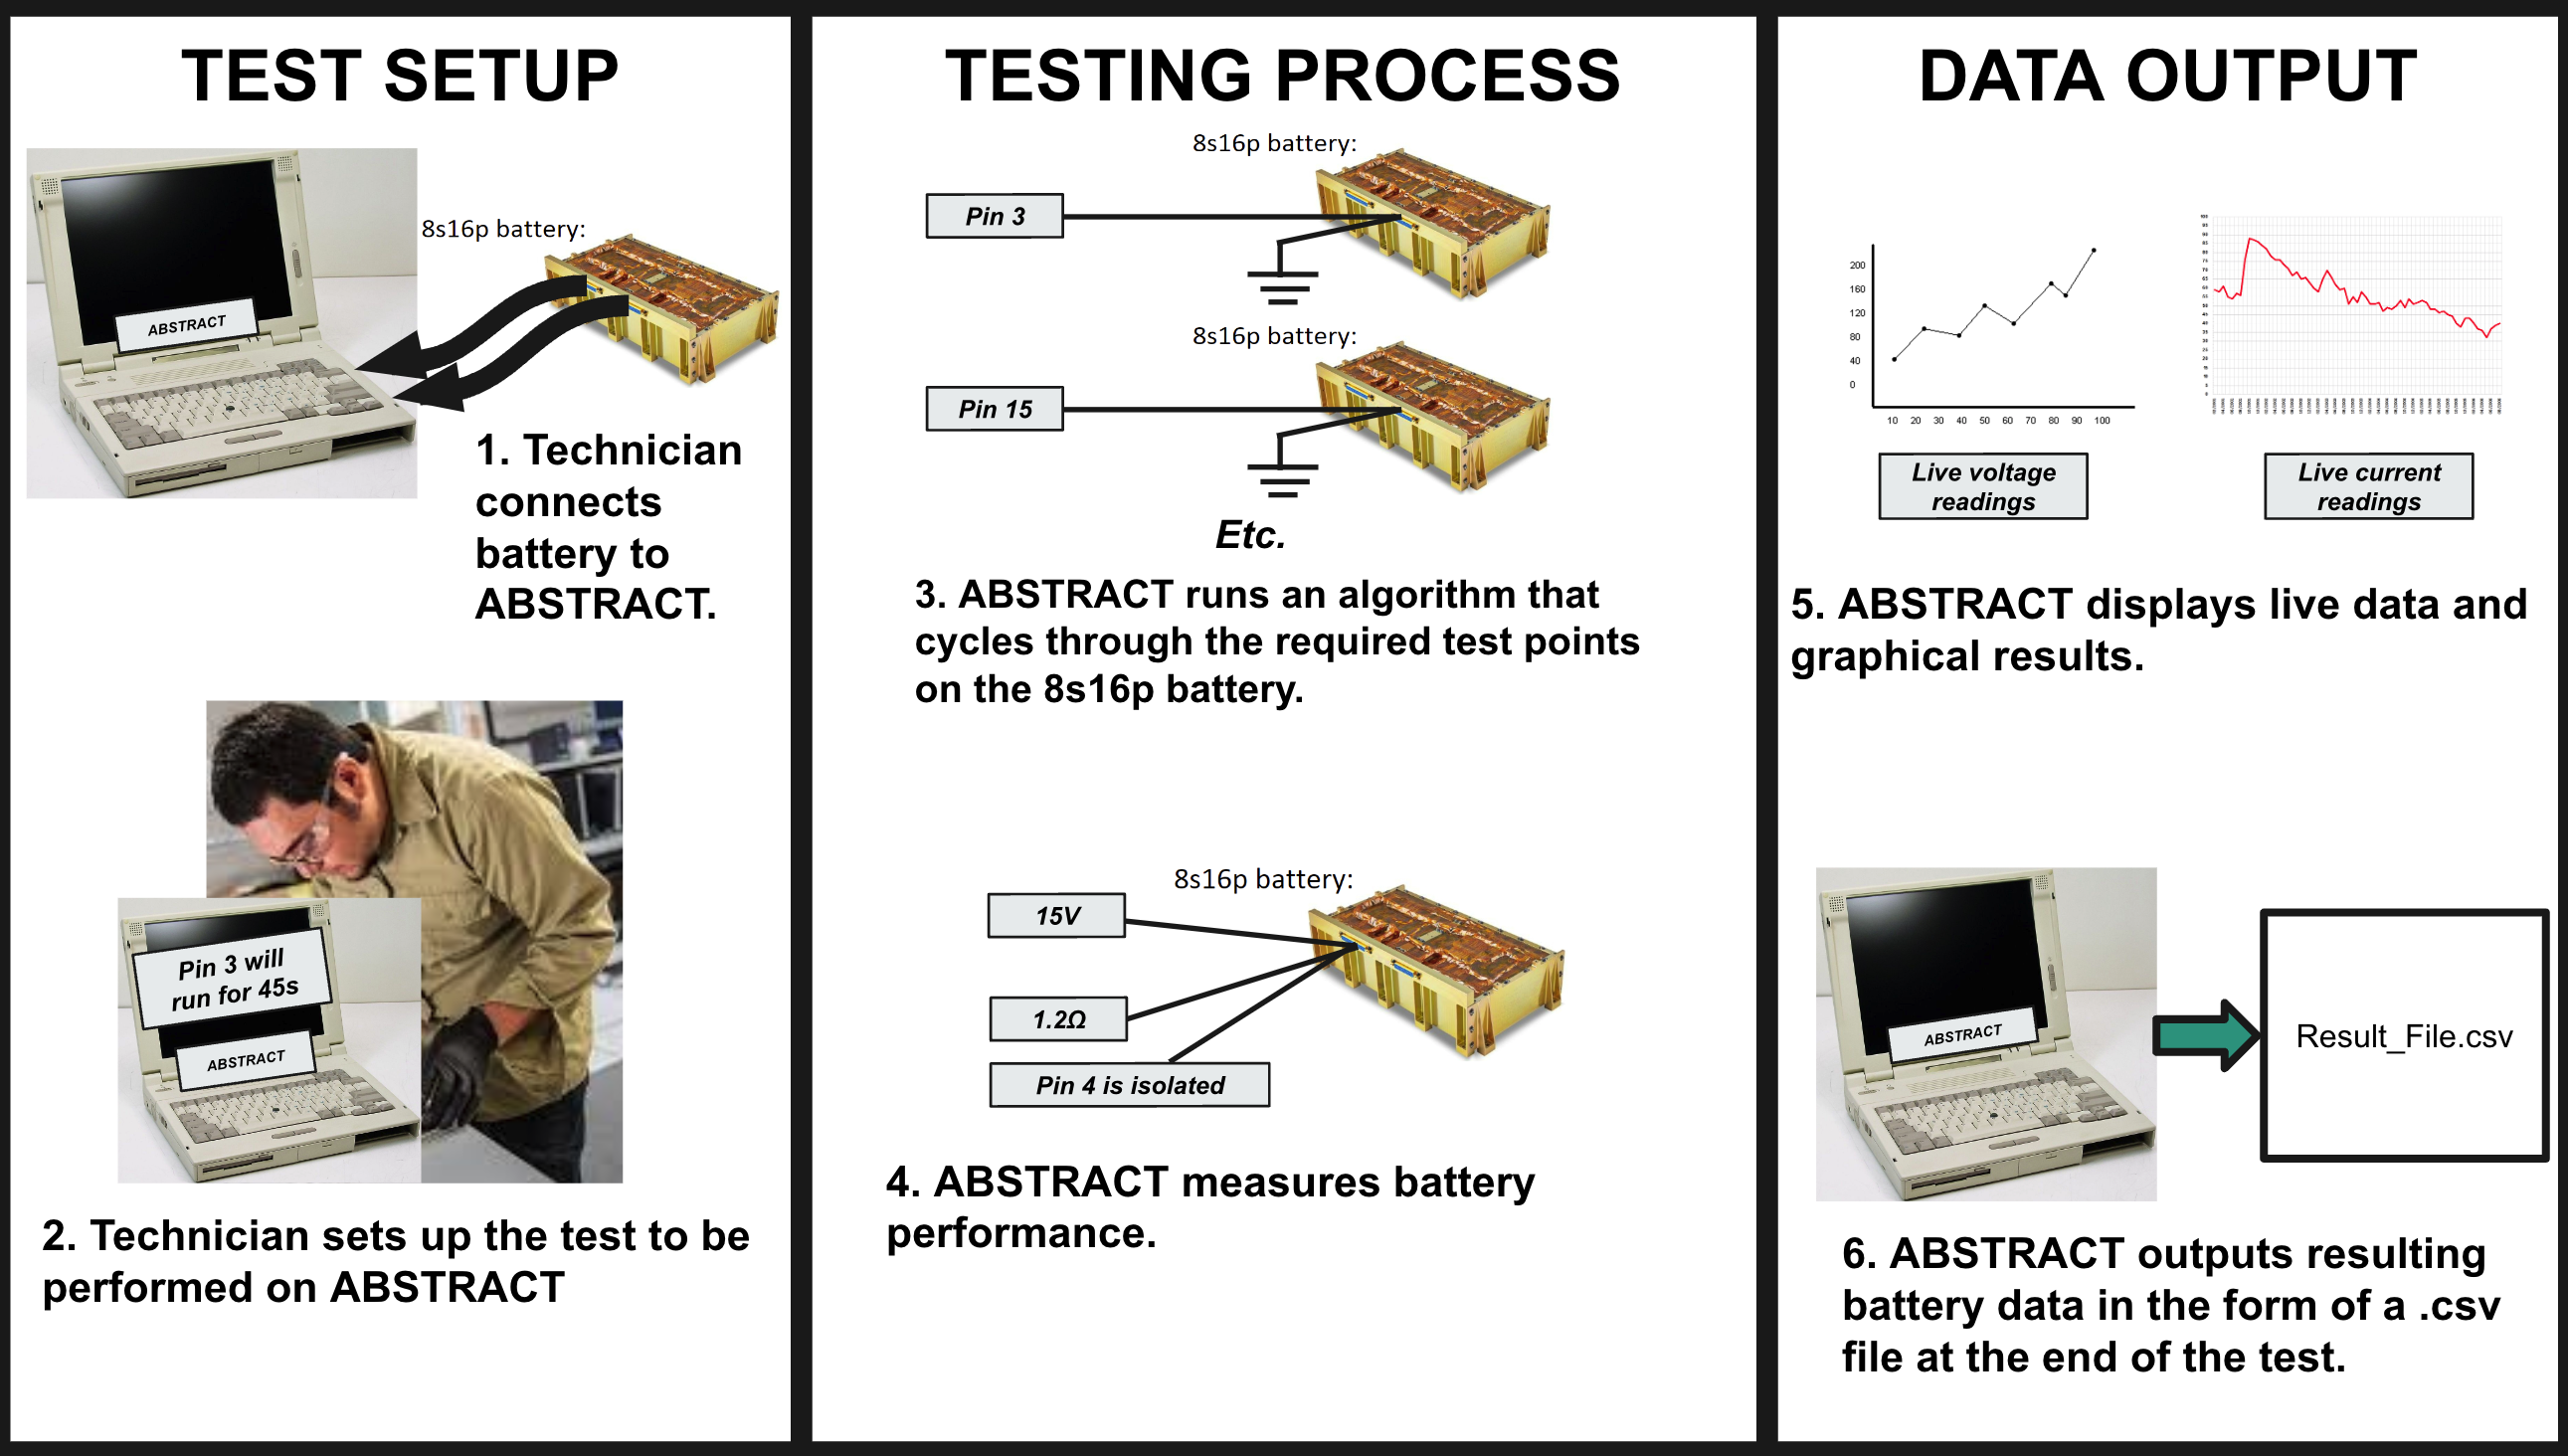 TEST SETUP
8s16p battery:
ABSTRACT
1. Technician
connects
battery to
ABSTRACT.
Pin 3 will
run for 45s
ABSTRACT
2. Technician sets up the test to be
performed on ABSTRACT
TESTING PROCESS
8s16p battery:
Pin 3
8s16p battery:
Pin 15
Etc.
3. ABSTRACT runs an algorithm that
cycles through the required test points
on the 8s16p battery.
8s16p battery:
15V
1.2Ω
Pin 4 is isolated
4. ABSTRACT measures battery
performance.
DATA OUTPUT
200
160
120
80
40
0
10 20 30 40 50 60 70 80 90 100
Live voltage
readings
Live current
readings
5. ABSTRACT displays live data and
graphical results.
ABSTRACT
Result_File.csv
6. ABSTRACT outputs resulting
battery data in the form of a .csv
file at the end of the test.